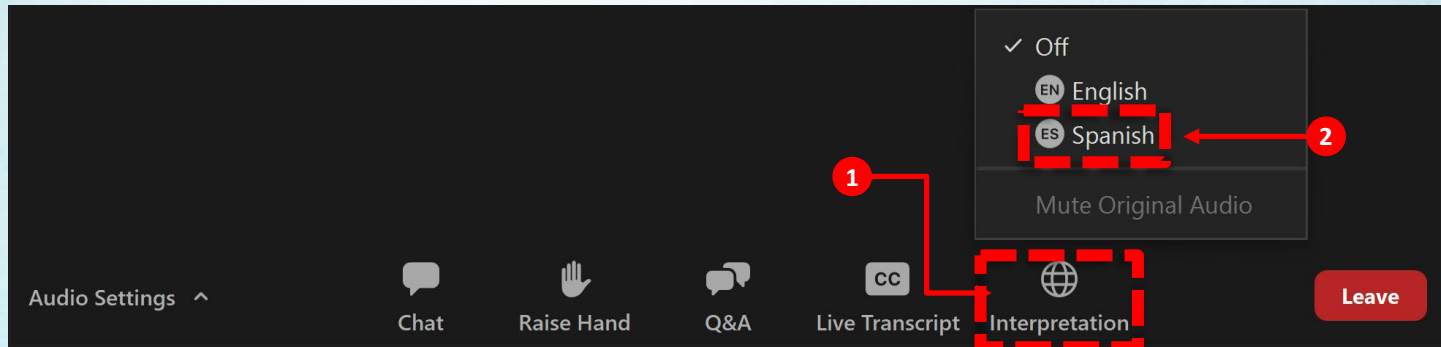 ✓ Off
EN English
ES Spanish
2
1
Mute Original Audio
Audio Settings ^
CC
Chat
Raise Hand
Q&A
Live Transcript
Interpretation
Leave